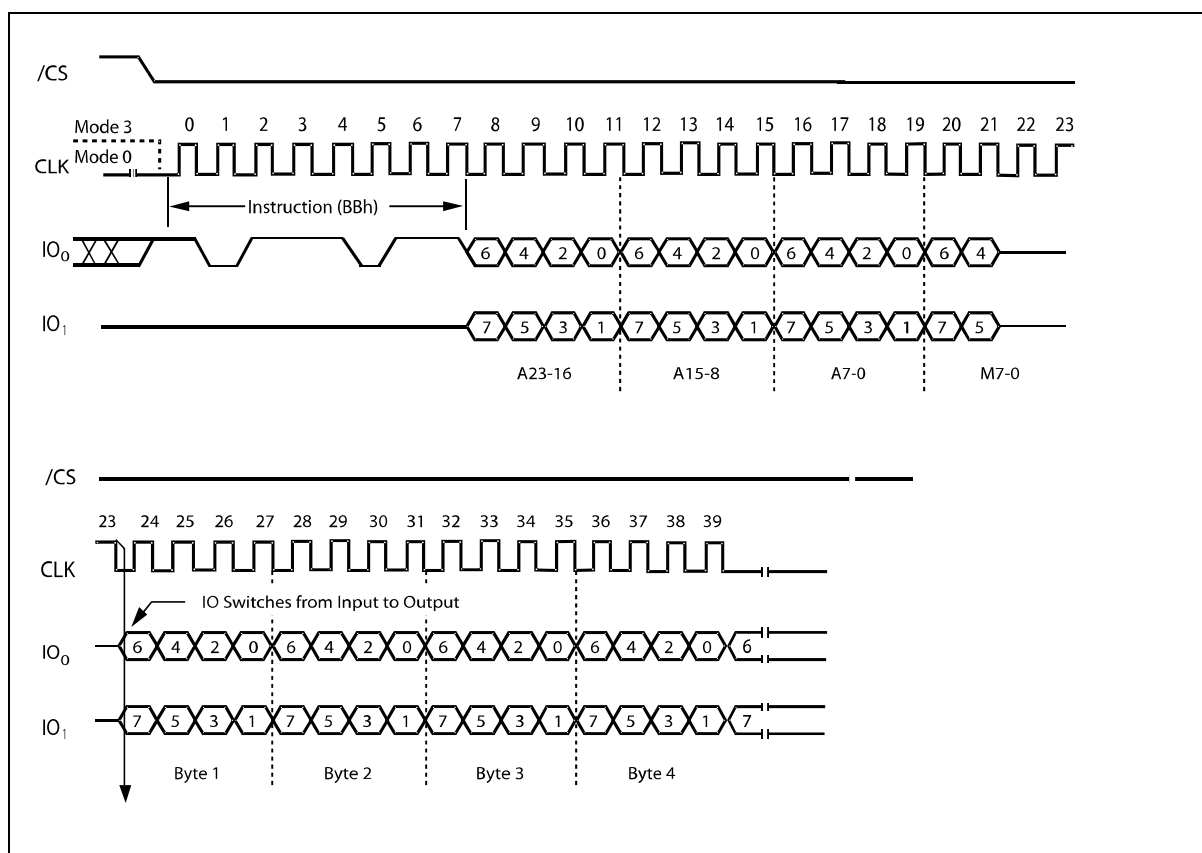 /CS
Mode 3
0 1 2 3 4 5 6 7 8 9 10 11 12 13 14 15 16 17 18 19 20 21 22 23
Mode 0
CLK
Instruction (BBh)
IO0 6 4 2 0 6 4 2 0 6 4 2 0 6 4
IO1 7 5 3 1 7 5 3 1 7 5 3 1 7 5
A23-16 A15-8 A7-0 M7-0
/CS
23 24 25 26 27 28 29 30 31 32 33 34 35 36 37 38 39
CLK
IO Switches from Input to Output
IO0 6 4 2 0 6 4 2 0 6 4 2 0 6 4 2 0 6
IO1 7 5 3 1 7 5 3 1 7 5 3 1 7 5 3 1 7
Byte 1 Byte 2 Byte 3 Byte 4